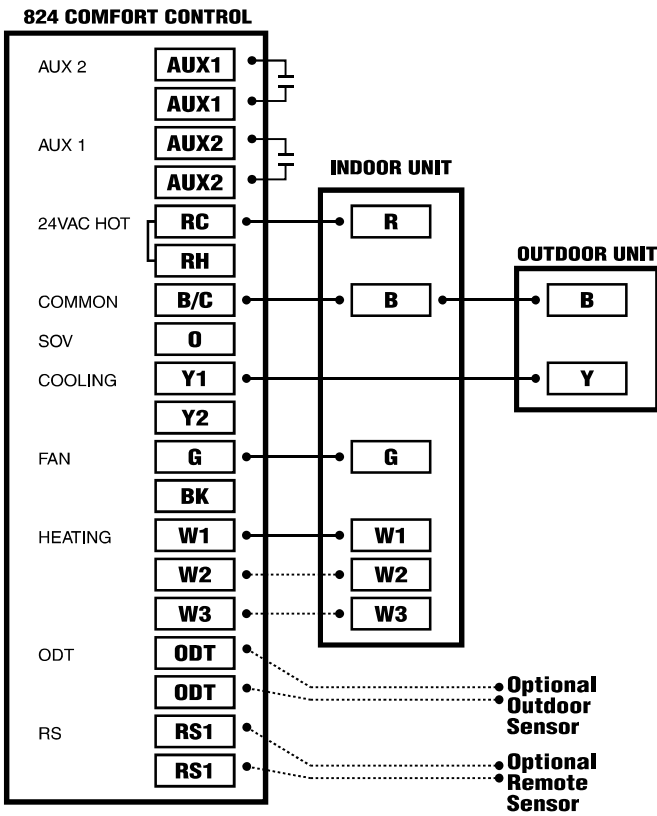 824 COMFORT CONTROL
AUX 2 AUX1
AUX1
AUX 1 AUX2
AUX2
INDOOR UNIT
24VAC HOT RC R
RH
OUTDOOR UNIT
COMMON B/C B B
SOV O
COOLING Y1 Y
Y2
FAN G G
BK
HEATING W1 W1
W2 W2
W3 W3
ODT ODT
ODT
Optional
Outdoor
Sensor
RS RS1
RS1
Optional
Remote
Sensor